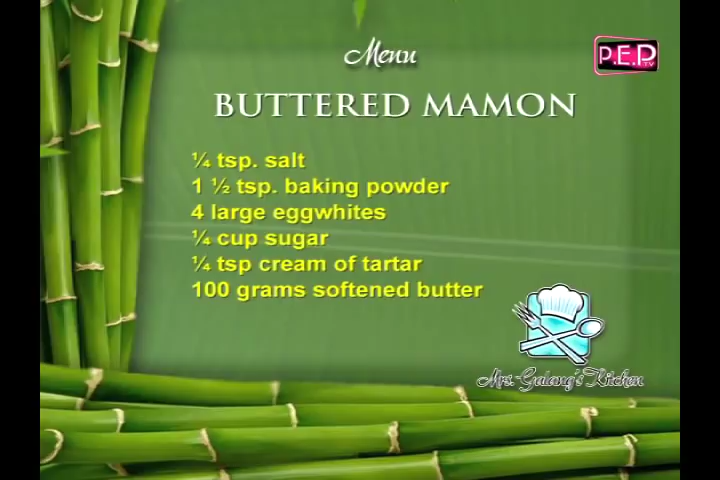 Menu
P.E.P
TV
BUTTERED MAMON
¼ tsp. salt
1 ½ tsp. baking powder
4 large eggwhites
¼ cup sugar
¼ tsp cream of tartar
100 grams softened butter
Mrs. Galang's Kitchen